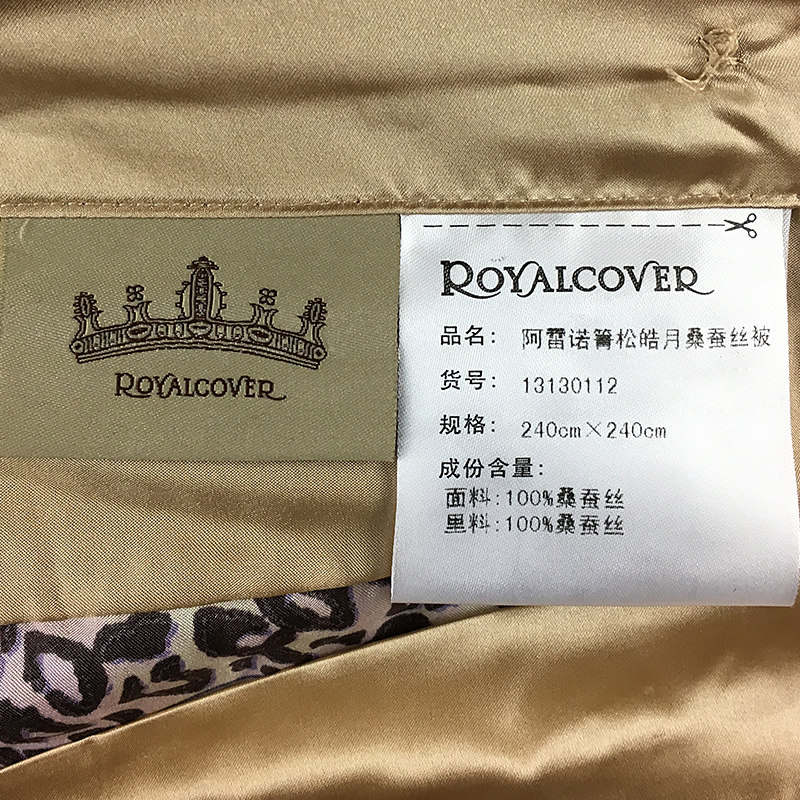 ROYALCOVER
ROYALCOVER
品名： 阿雷诺篝松皓月桑蚕丝被
货号： 13130112
规格： 240cm×240cm
成份含量：
面料:100%桑蚕丝
里料:100%桑蚕丝